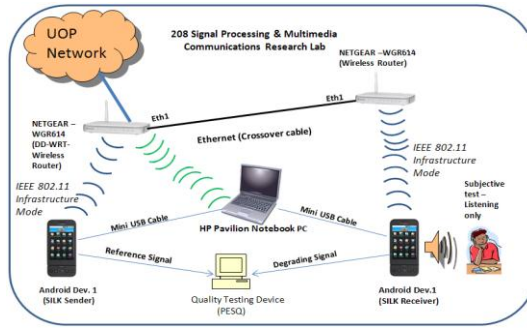 UOP
Network
208 Signal Processing & Multimedia
Communications Research Lab
NETGEAR –WGR614
(Wireless Router)
NETGEAR –
WGR614
(DD-WRT-
Wireless
Router)
Eth1
Eth1
Ethernet (Crossover cable)
IEEE 802.11
Infrastructure
Mode
IEEE 802.11
Infrastructure
Mode
Subjective
test –
Listening
only
Mini USB Cable
HP Pavilion Notebook PC
Mini USB Cable
Reference Signal
Degrading Signal
Android Dev. 1
(SILK Sender)
Quality Testing Device
(PESQ)
Android Dev.1
(SILK Receiver)